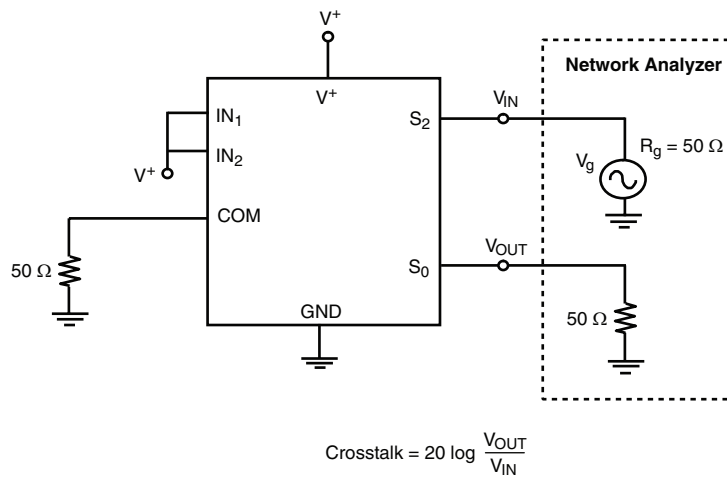 V+
Network Analyzer
V+
IN1
S2
VIN
Rg = 50 Ω
IN2
Vg
V+
COM
50 Ω
S0
VOUT
50 Ω
GND
Crosstalk = 20 log VOUT/VIN